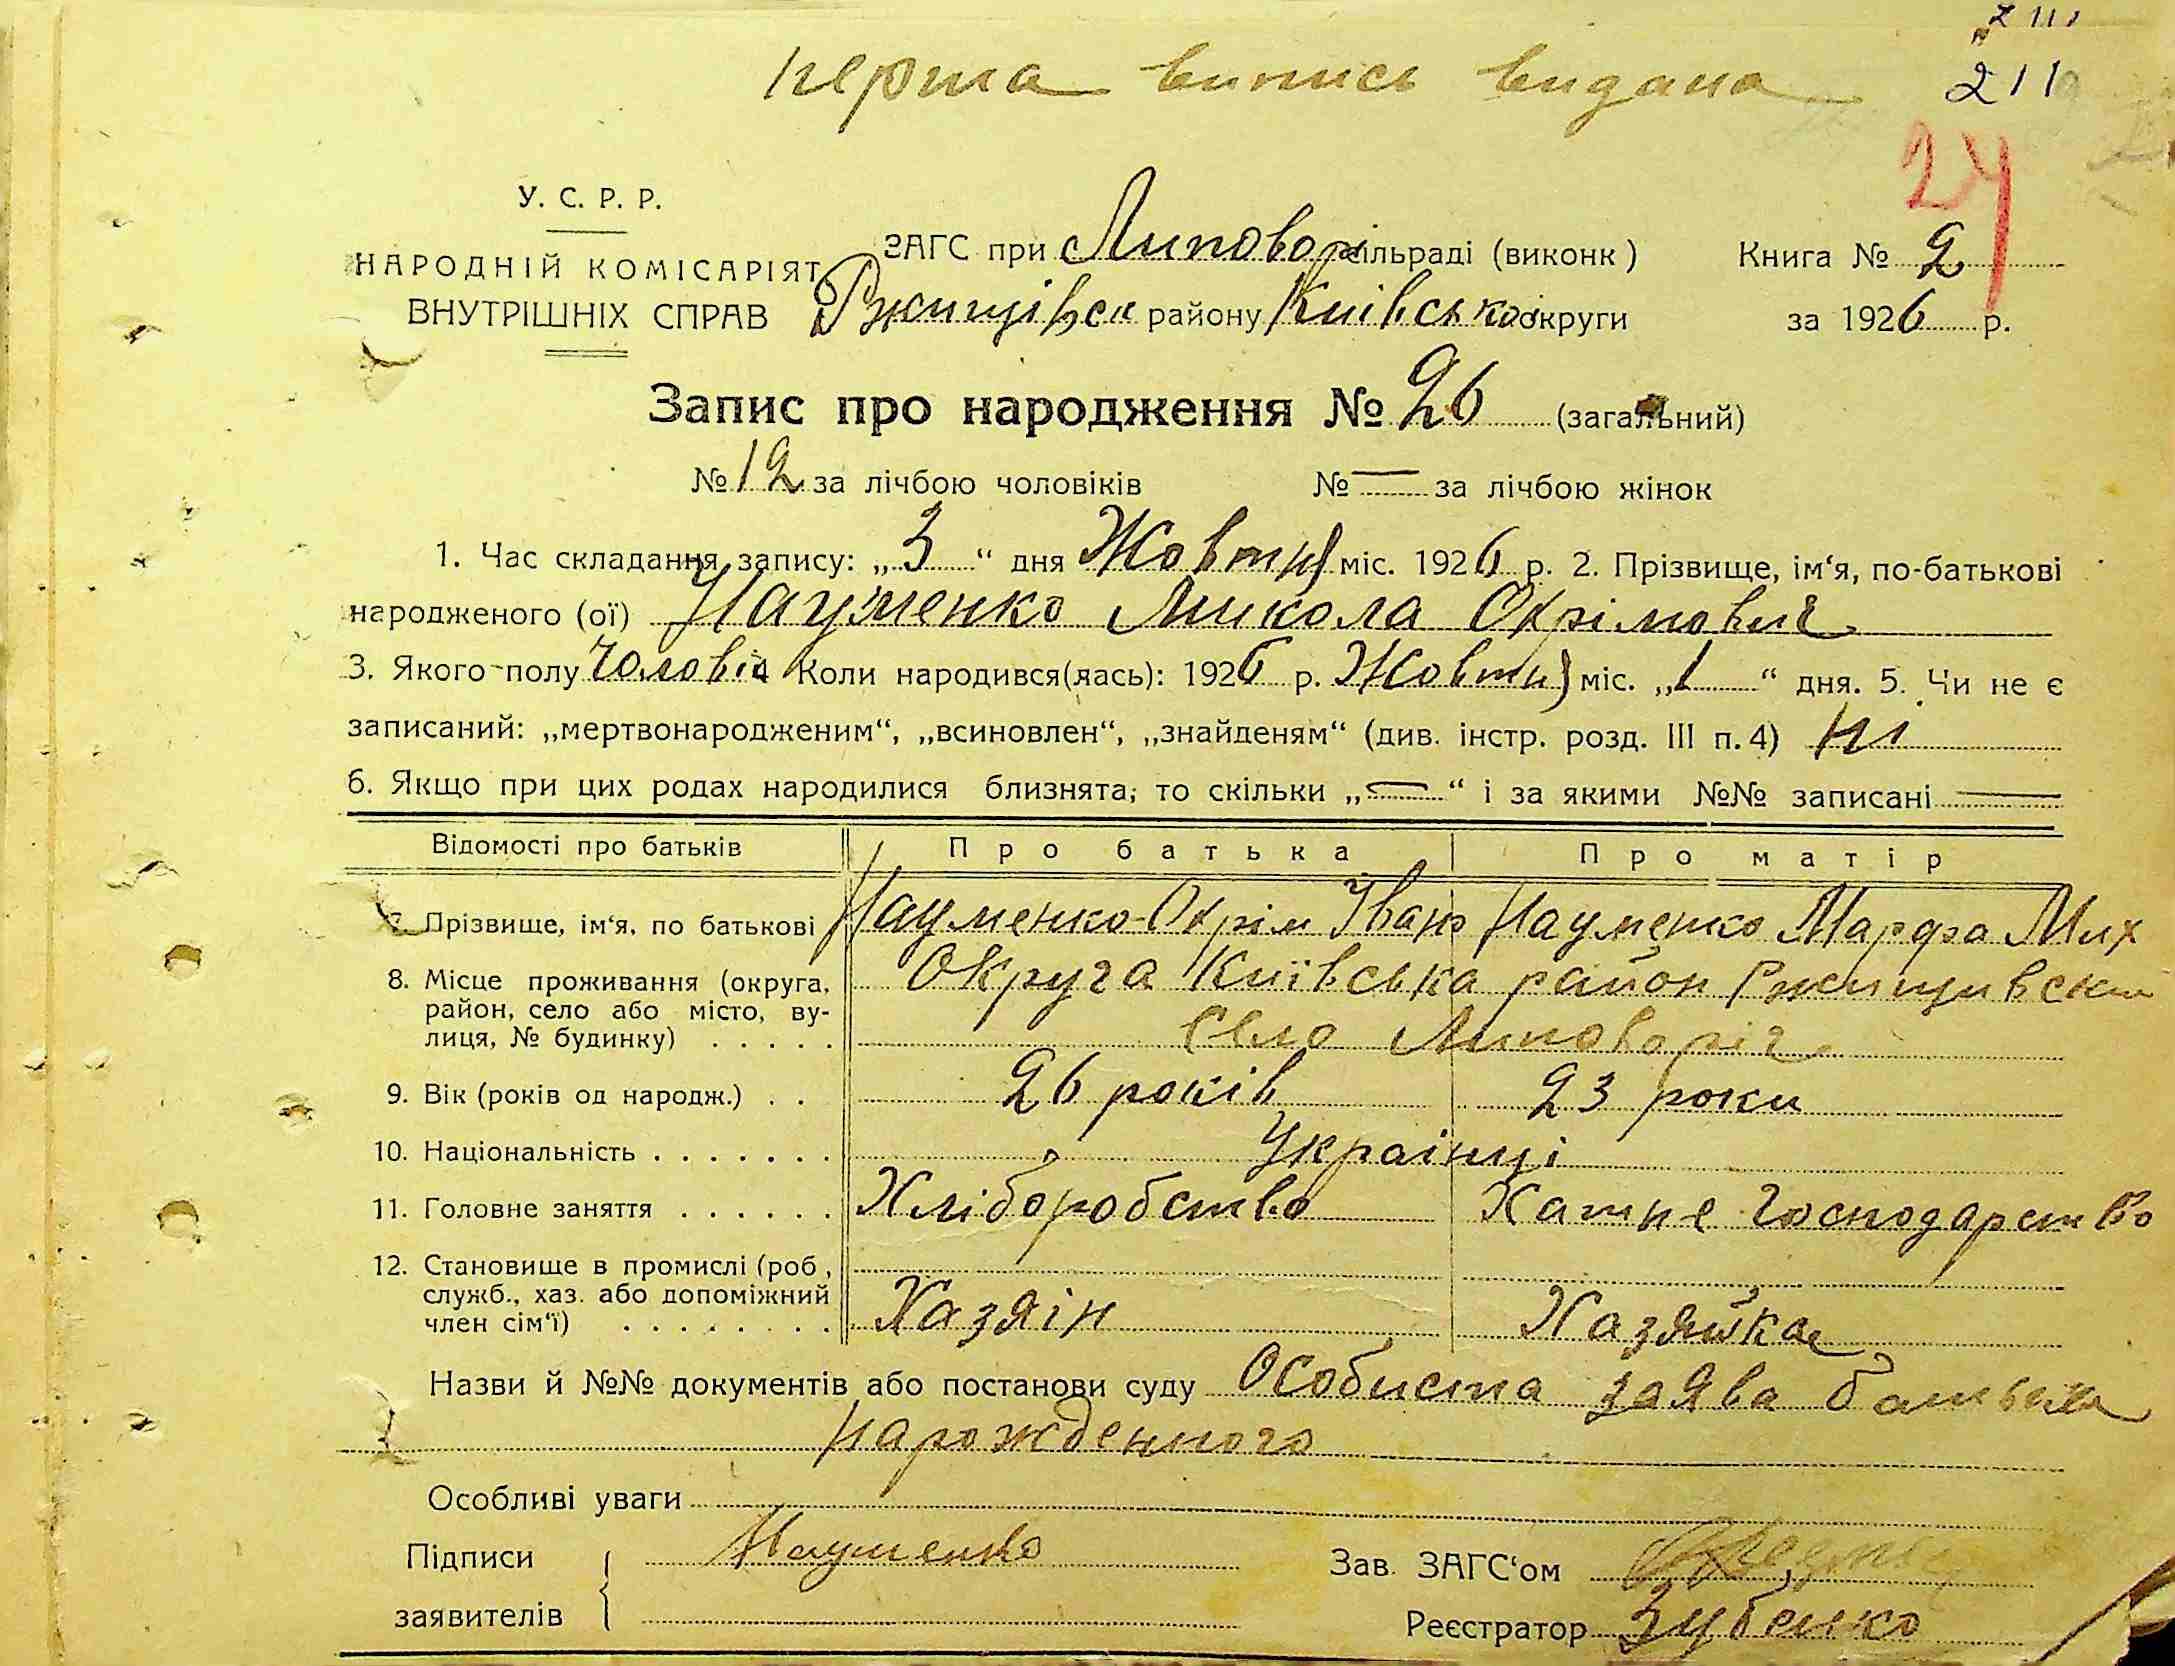 перша випись видана
211
24
У. С. Р. Р.
НАРОДНІЙ КОМІСАРІЯТ
ВНУТРІШНІХ СПРАВ
ЗАГС при Липовор сільраді (виконк)
Ржищівськ району Київсько округи
Книга № 2
за 1926 р.
Запис про народження № 26 (загальний)
№ 12 за лічбою чоловіків № — за лічбою жінок
1. Час складання запису: „3“ дня Жовтня міс. 1926 р. 2. Прізвище, ім‘я, по-батькові
народженого (ої) Науменко Микола Охрімович
3. Якого полу Чоловіч 4 Коли народився(лась): 1926 р. Жовтня міс. „1“ дня. 5. Чи не є
записаний: „мертвонародженим“, „всиновлен“, „знайденям“ (див. інстр. розд. III п. 4) ні
6. Якщо при цих родах народилися близнята, то скільки „—“ і за якими №№ записані —
Відомості про батьків Про батька Про матір
7. Прізвище, ім‘я, по батькові Науменко Охрім Іван Науменко Марфа Мих
8. Місце проживання (округа, район, село або місто, ву-лиця, № будинку) Округа Київська район Ржищивськи
Село Липоворіг
9. Вік (років од народж.) 26 років 23 роки
10. Національність Українці
11. Головне заняття Хліборобство Хатне Господарство
12. Становище в промислі (роб, служб., хаз. або допоміжний член сім‘ї) Хазяін Хазяйка
Назви й №№ документів або постанови суду Особиста заява батька
нарожденного
Особливі уваги
Підписи
заявителів
Науменко
Зав. ЗАГС‘ом
Реєстратор Зубенко